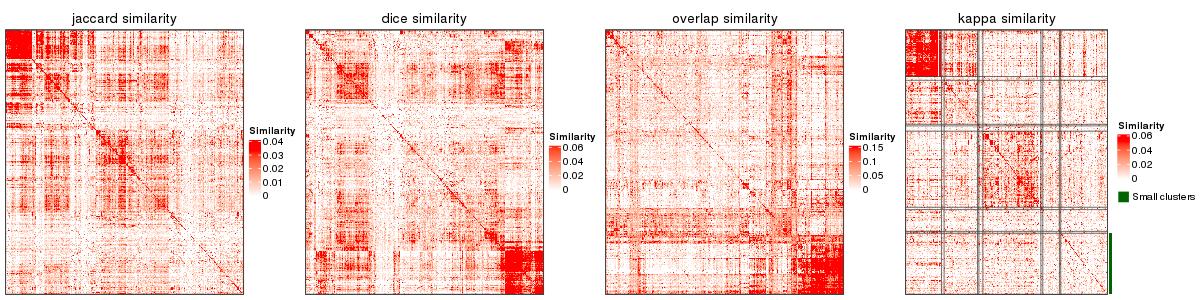 jaccard similarity
Similarity
0.04
0.03
0.02
0.01
0
dice similarity
Similarity
0.06
0.04
0.02
0
overlap similarity
Similarity
0.15
0.1
0.05
0
kappa similarity
Similarity
0.06
0.04
0.02
0
Small clusters